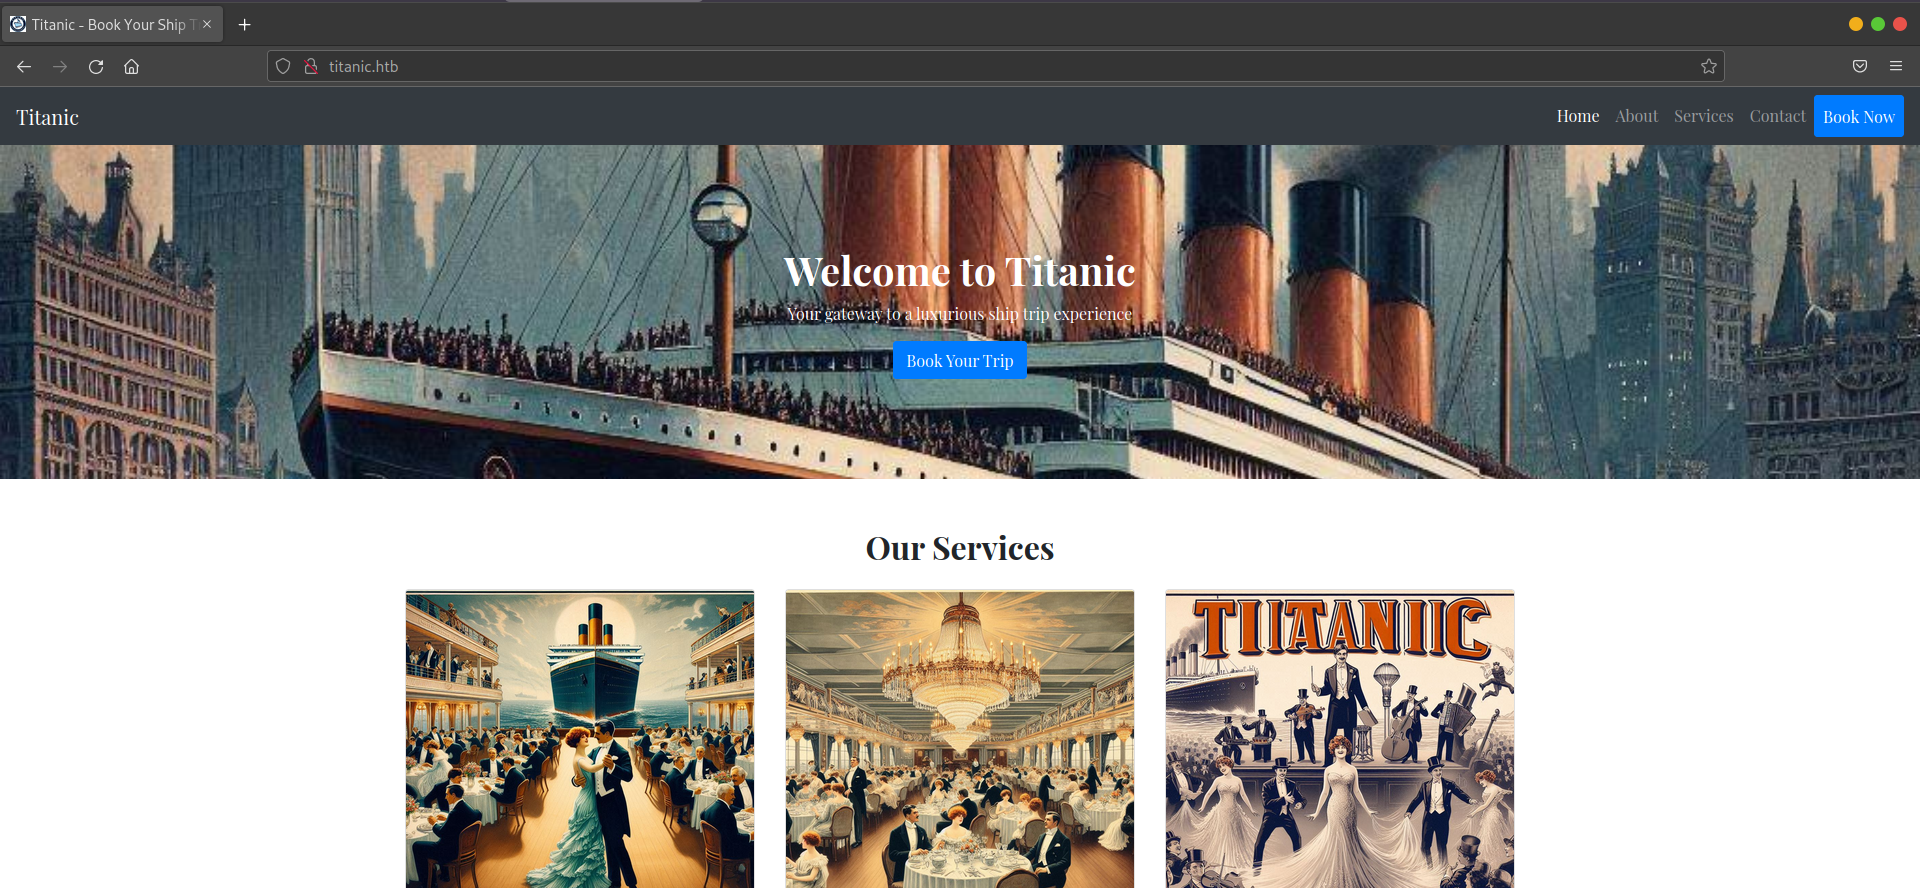 Titanic - Book Your Ship T
titanic.htb
Titanic
Home About Services Contact Book Now
Welcome to Titanic
Your gateway to a luxurious ship trip experience
Book Your Trip
Our Services
TIIAANIIC